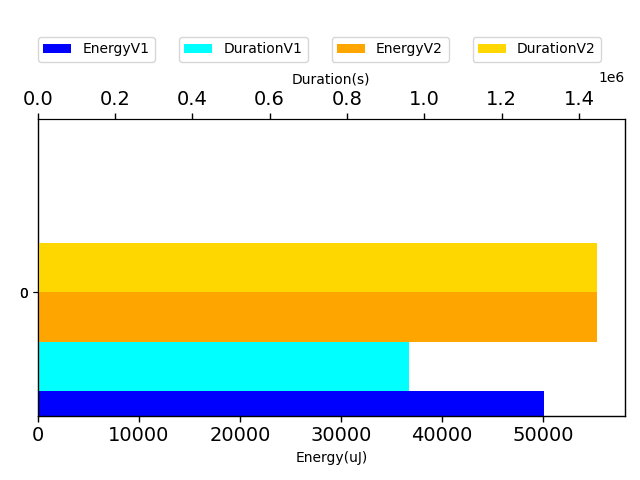 EnergyV1 DurationV1 EnergyV2 DurationV2
Duration(s) 1e6
0.0 0.2 0.4 0.6 0.8 1.0 1.2 1.4
0
0 10000 20000 30000 40000 50000
Energy(uJ)